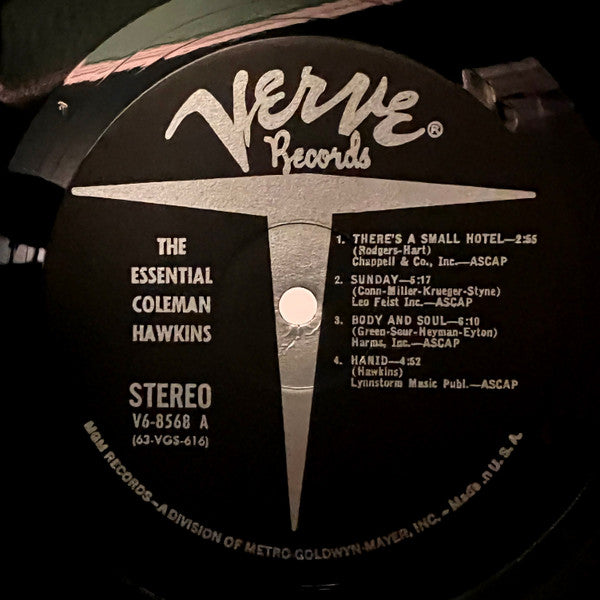 Verve®
Records
THE
ESSENTIAL
COLEMAN
HAWKINS
STEREO
V6-8568 A
(63-VGS-616)
1. THERE'S A SMALL HOTEL—2:55
(Rodgers-Hart)
Chappell & Co., Inc.—ASCAP
2. SUNDAY—5:17
(Conn-Miller-Krueger-Styne)
Leo Feist Inc.—ASCAP
3. BODY AND SOUL—6:10
(Green-Sour-Heyman-Eyton)
Harms, Inc.—ASCAP
4. HANID—4:52
(Hawkins)
Lynnstorm Music Publ.—ASCAP
MGM RECORDS—A DIVISION OF METRO-GOLDWYN-MAYER, INC. – Made in U.S.A.